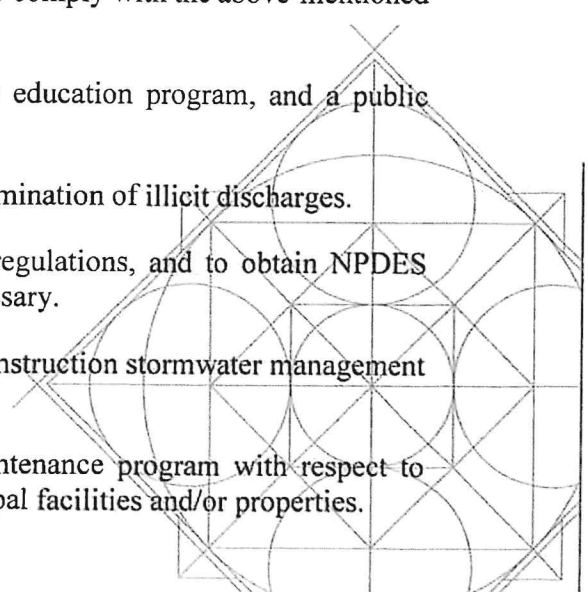 comply with the above-mentioned
education program, and a public
mination of illicit discharges.
regulations, and to obtain NPDES
sary.
nstruction stormwater management
ntenance program with respect to
pal facilities and/or properties.